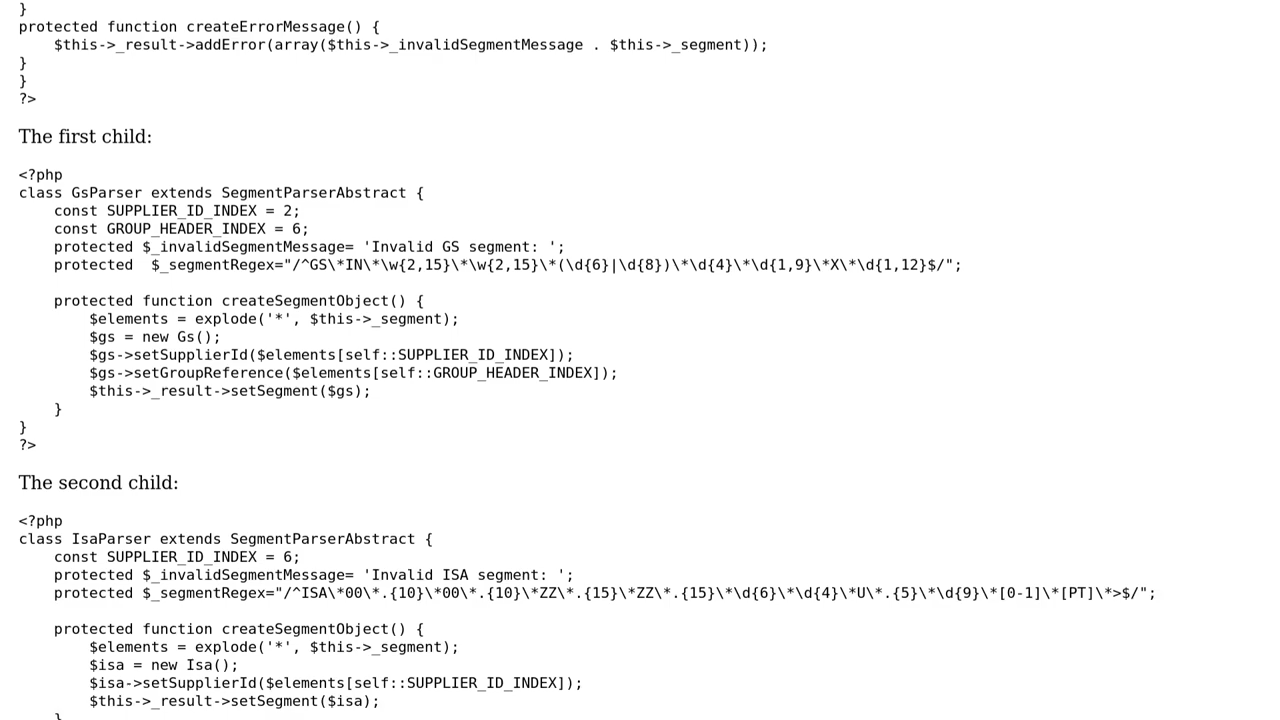 }
protected function createErrorMessage() {
    $this->_result->addError(array($this->_invalidSegmentMessage . $this->_segment));
}
}
?>
The first child:
<?php
class GsParser extends SegmentParserAbstract {
    const SUPPLIER_ID_INDEX = 2;
    const GROUP_HEADER_INDEX = 6;
    protected $_invalidSegmentMessage= 'Invalid GS segment: ';
    protected  $_segmentRegex="/^GS\*IN\*\w{2,15}\*\w{2,15}\*(\d{6}|\d{8})\*\d{4}\*\d{1,9}\*X\*\d{1,12}$/";
    protected function createSegmentObject() {
        $elements = explode('*', $this->_segment);
        $gs = new Gs();
        $gs->setSupplierId($elements[self::SUPPLIER_ID_INDEX]);
        $gs->setGroupReference($elements[self::GROUP_HEADER_INDEX]);
        $this->_result->setSegment($gs);
    }
}
?>
The second child:
<?php
class IsaParser extends SegmentParserAbstract {
    const SUPPLIER_ID_INDEX = 6;
    protected $_invalidSegmentMessage= 'Invalid ISA segment: ';
    protected $_segmentRegex="/^ISA\*00\*.{10}\*00\*.{10}\*ZZ\*.{15}\*ZZ\*.{15}\*\d{6}\*\d{4}\*U\*.{5}\*\d{9}\*[0-1]\*[PT]\*>$/";
    protected function createSegmentObject() {
        $elements = explode('*', $this->_segment);
        $isa = new Isa();
        $isa->setSupplierId($elements[self::SUPPLIER_ID_INDEX]);
        $this->_result->setSegment($isa);
    }